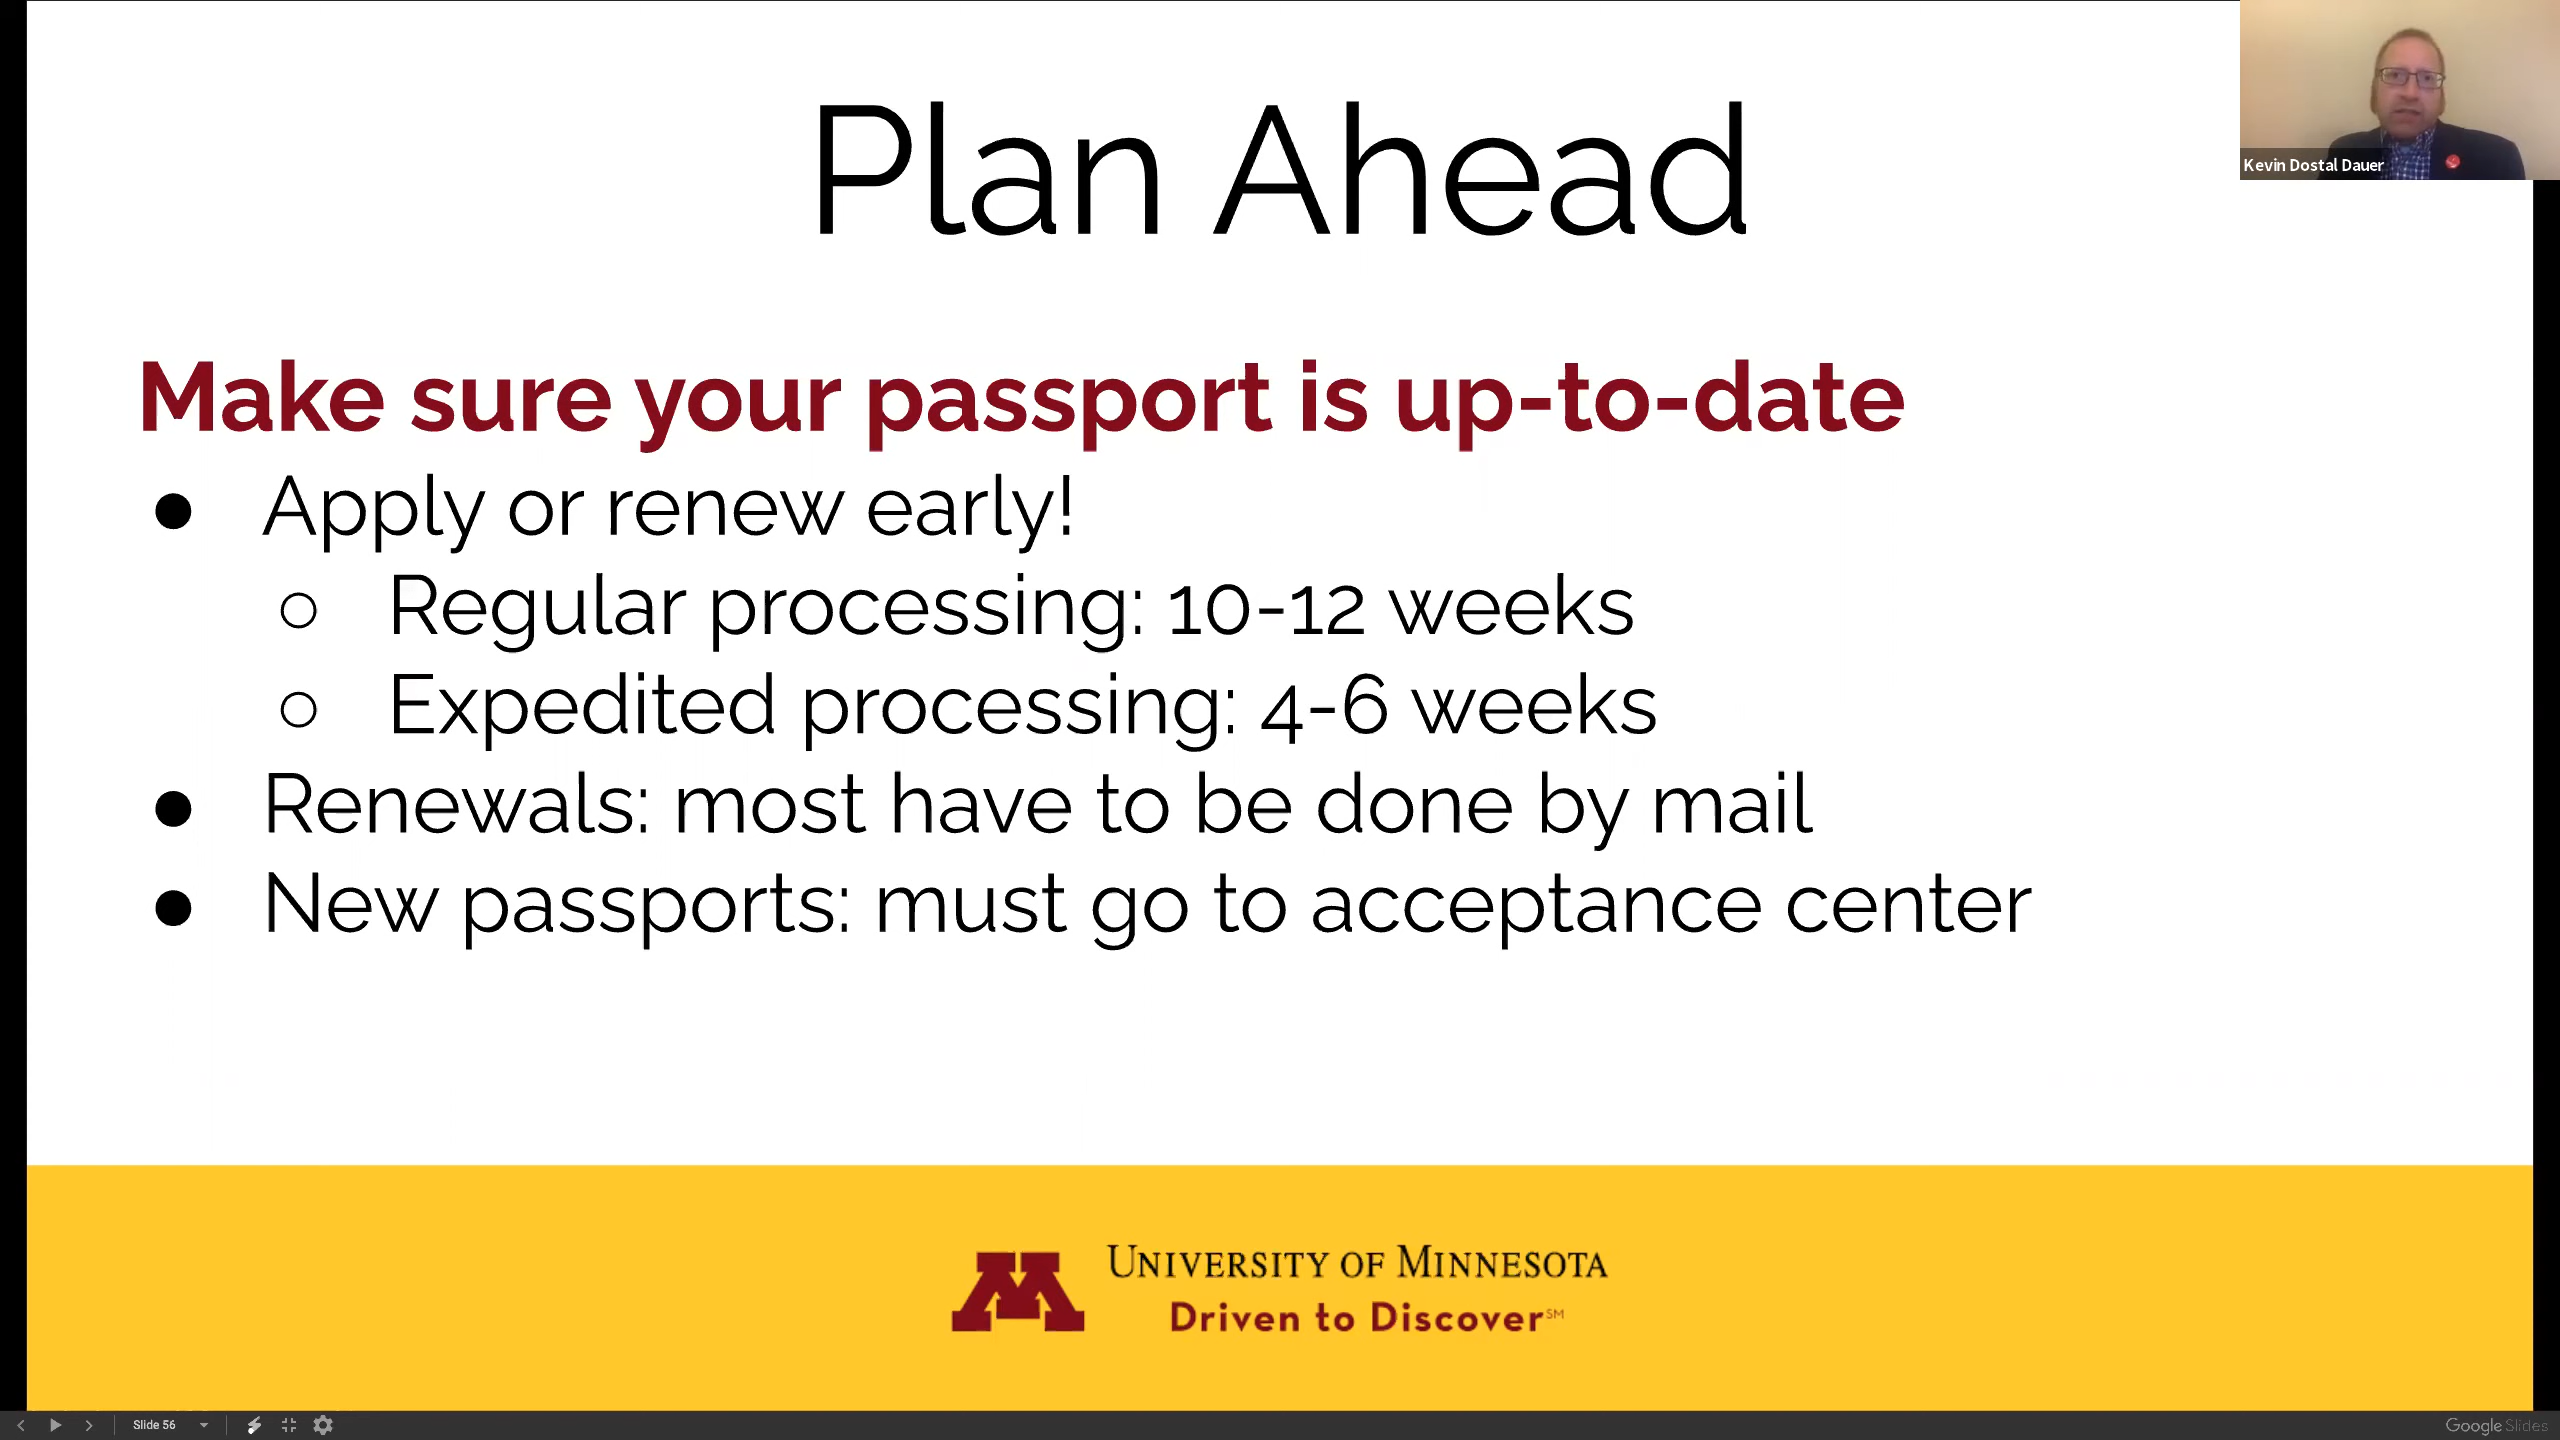 Plan Ahead
Kevin Dostal Dauer
Make sure your passport is up-to-date
● Apply or renew early!
○ Regular processing: 10-12 weeks
○ Expedited processing: 4-6 weeks
● Renewals: most have to be done by mail
● New passports: must go to acceptance center
UNIVERSITY OF MINNESOTA
Driven to Discover℠
Slide 56
Google Slides